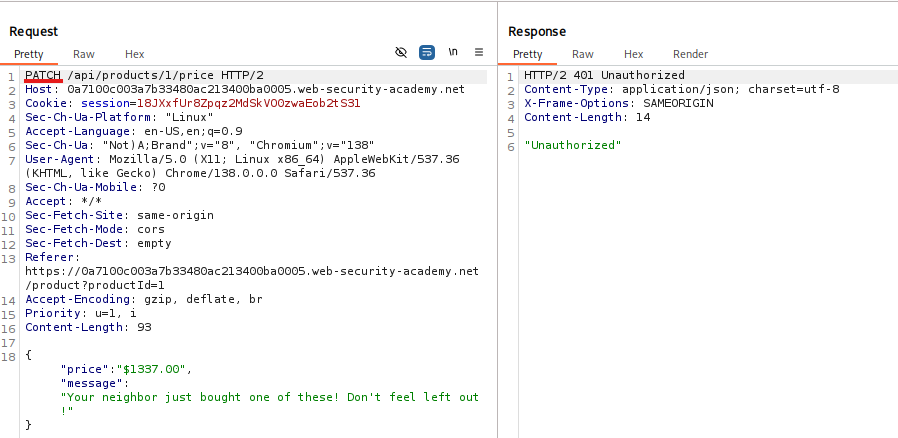 Request
Pretty Raw Hex
\n
1 PATCH /api/products/1/price HTTP/2
2 Host: 0a7100c003a7b33480ac213400ba0005.web-security-academy.net
3 Cookie: session=18JXxfUr8Zpqz2MdSkVO0zwaEob2tS31
4 Sec-Ch-Ua-Platform: "Linux"
5 Accept-Language: en-US,en;q=0.9
6 Sec-Ch-Ua: "Not)A;Brand";v="8", "Chromium";v="138"
7 User-Agent: Mozilla/5.0 (X11; Linux x86_64) AppleWebKit/537.36
(KHTML, like Gecko) Chrome/138.0.0.0 Safari/537.36
8 Sec-Ch-Ua-Mobile: ?0
9 Accept: */*
10 Sec-Fetch-Site: same-origin
11 Sec-Fetch-Mode: cors
12 Sec-Fetch-Dest: empty
13 Referer:
https://0a7100c003a7b33480ac213400ba0005.web-security-academy.net
/product?productId=1
14 Accept-Encoding: gzip, deflate, br
15 Priority: u=1, i
16 Content-Length: 93
17
18 {
"price":"$1337.00",
"message":
"Your neighbor just bought one of these! Don't feel left out
!"
}
Response
Pretty Raw Hex Render
1 HTTP/2 401 Unauthorized
2 Content-Type: application/json; charset=utf-8
3 X-Frame-Options: SAMEORIGIN
4 Content-Length: 14
5
6 "Unauthorized"